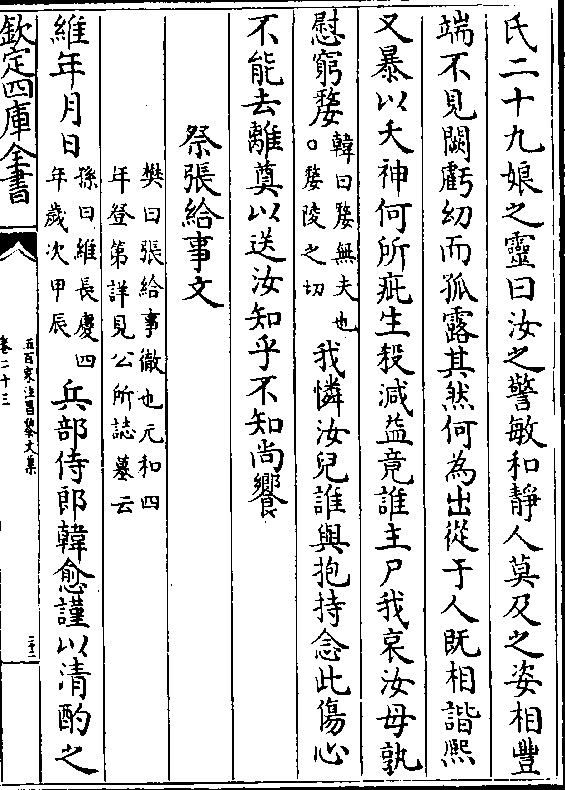 氏二十九娘之靈曰汝之警敏和靜人莫及之姿相豐
端不見闕虧㓜而孤露其然何為出從于人既相諧熙
又暴以夭神何所疵生殺減益竟誰主尸我哀汝母孰
慰窮嫠韓曰嫠無夫也
○嫠陵之切我憐汝兒誰與抱持念此傷心
不能去離奠以送汝知乎不知尚饗
祭張給事文
樊曰張給事徹也元和四
年登第詳見公所誌墓云
維年月日孫曰維長慶四
年歲次甲辰兵部侍郎韓愈謹以清酌之
欽定四庫全書
五百家注昌黎文集
卷二十三